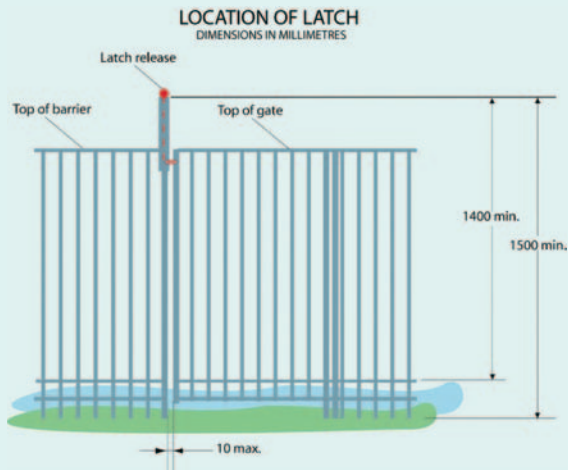 LOCATION OF LATCH
DIMENSIONS IN MILLIMETRES
Latch release
Top of barrier
Top of gate
1400 min.
1500 min.
10 max.